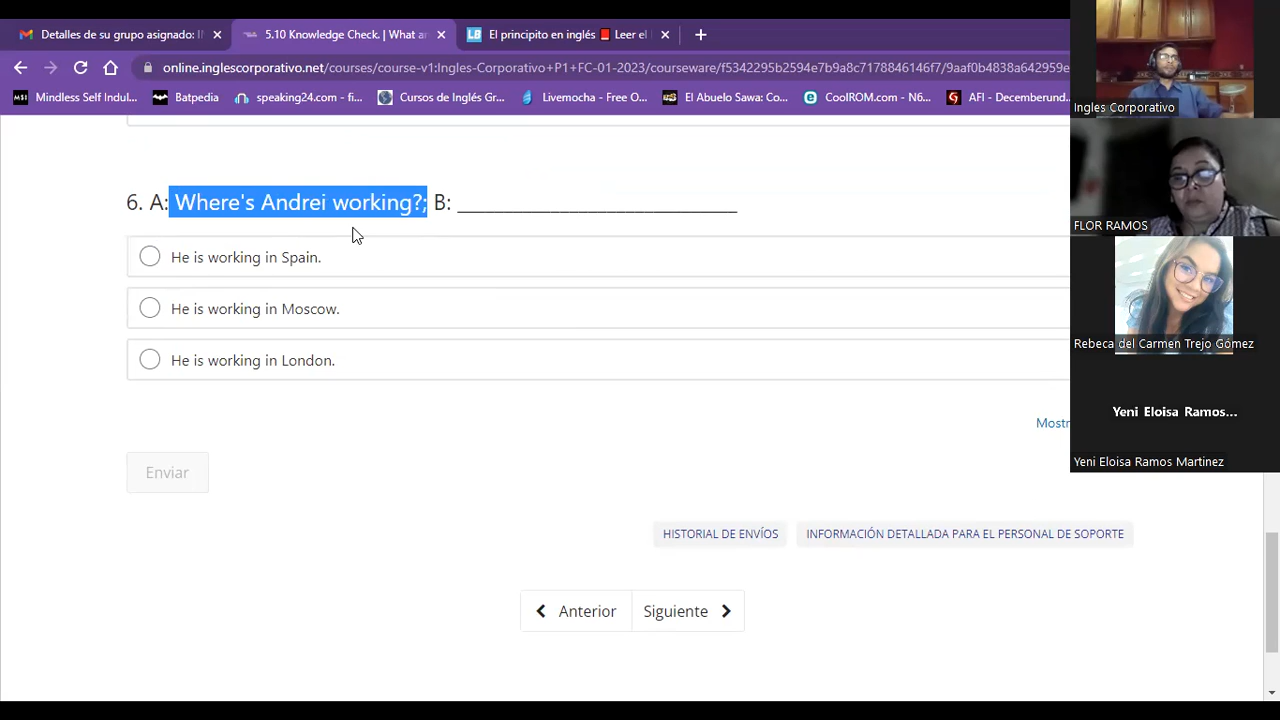 Detalles de su grupo asignado: II
5.10 Knowledge Check. | What ar
El principito en inglés 📕 Leer el
online.inglescorporativo.net/courses/course-v1:Ingles-Corporativo+P1+FC-01-2023/courseware/f5342295b2594e7b9a8c7178846146f7/9aaf0b4838a642959e
Mindless Self Indul...
Batpedia
speaking24.com - fi...
Cursos de Inglés Gr...
Livemocha - Free O...
El Abuelo Sawa: Co...
CoolROM.com - N6...
AFI - Decemberund...
6. A: Where's Andrei working?; B: ____________________________
He is working in Spain.
He is working in Moscow.
He is working in London.
Mostr
Enviar
HISTORIAL DE ENVÍOS
INFORMACIÓN DETALLADA PARA EL PERSONAL DE SOPORTE
Anterior
Siguiente
Ingles Corporativo
FLOR RAMOS
Rebeca del Carmen Trejo Gómez
Yeni Eloisa Ramos...
Yeni Eloisa Ramos Martinez